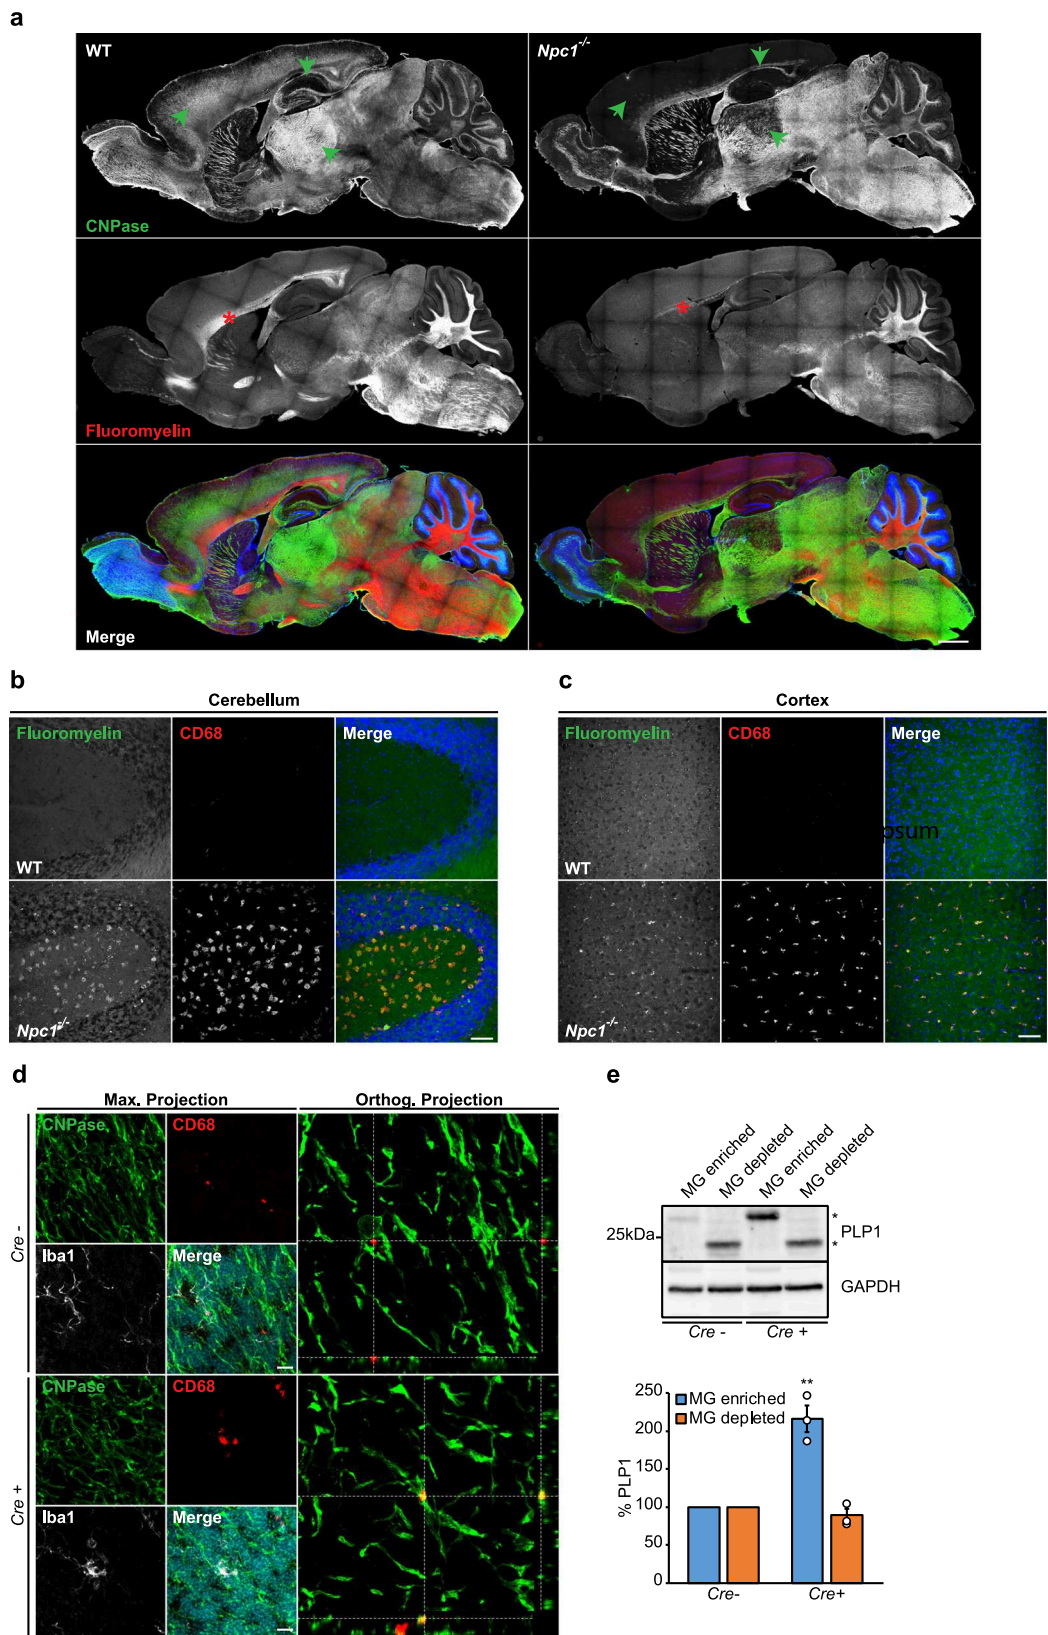 a
WT
Npc1-/-
CNPase
Fluoromyelin
*
*
Merge
b
Cerebellum
Fluoromyelin
CD68
Merge
WT
Npc1-/-
c
Cortex
Fluoromyelin
CD68
Merge
psum
WT
Npc1-/-
d
Max. Projection
Orthog. Projection
Cre -
CNPase
CD68
Iba1
Merge
Cre +
CNPase
CD68
Iba1
Merge
e
MG enriched
MG depleted
MG enriched
MG depleted
25kDa
*
PLP1
*
GAPDH
Cre -
Cre +
% PLP1
250
200
150
100
50
0
MG enriched
MG depleted
**
Cre-
Cre+